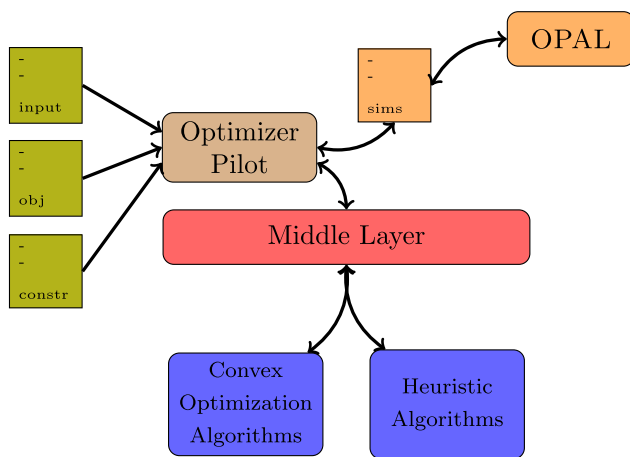 -
-
input
-
-
obj
-
-
constr
Optimizer
Pilot
-
-
sims
OPAL
Middle Layer
Convex
Optimization
Algorithms
Heuristic
Algorithms